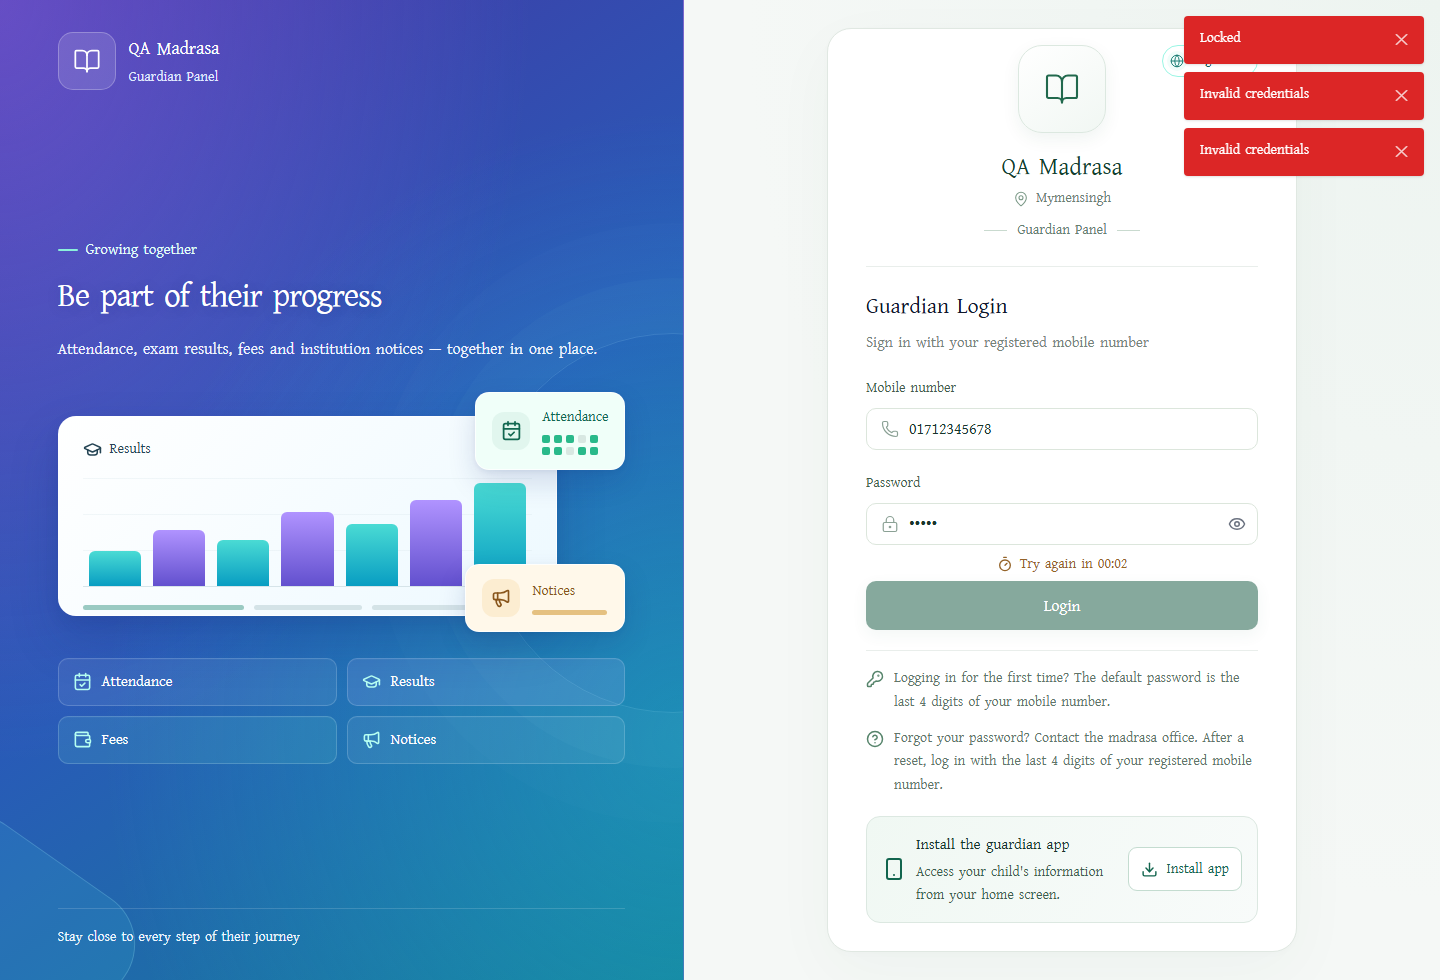 QA Madrasa
Guardian Panel
Growing together
Be part of their progress
Attendance, exam results, fees and institution notices — together in one place.
Results
Attendance
Notices
Attendance
Results
Fees
Notices
Stay close to every step of their journey
Locked
Invalid credentials
Invalid credentials
QA Madrasa
Mymensingh
Guardian Panel
Guardian Login
Sign in with your registered mobile number
Mobile number
01712345678
Password
•••••
Try again in 00:02
Login
Logging in for the first time? The default password is the
last 4 digits of your mobile number.
Forgot your password? Contact the madrasa office. After a
reset, log in with the last 4 digits of your registered mobile
number.
Install the guardian app
Access your child's information
from your home screen.
Install app